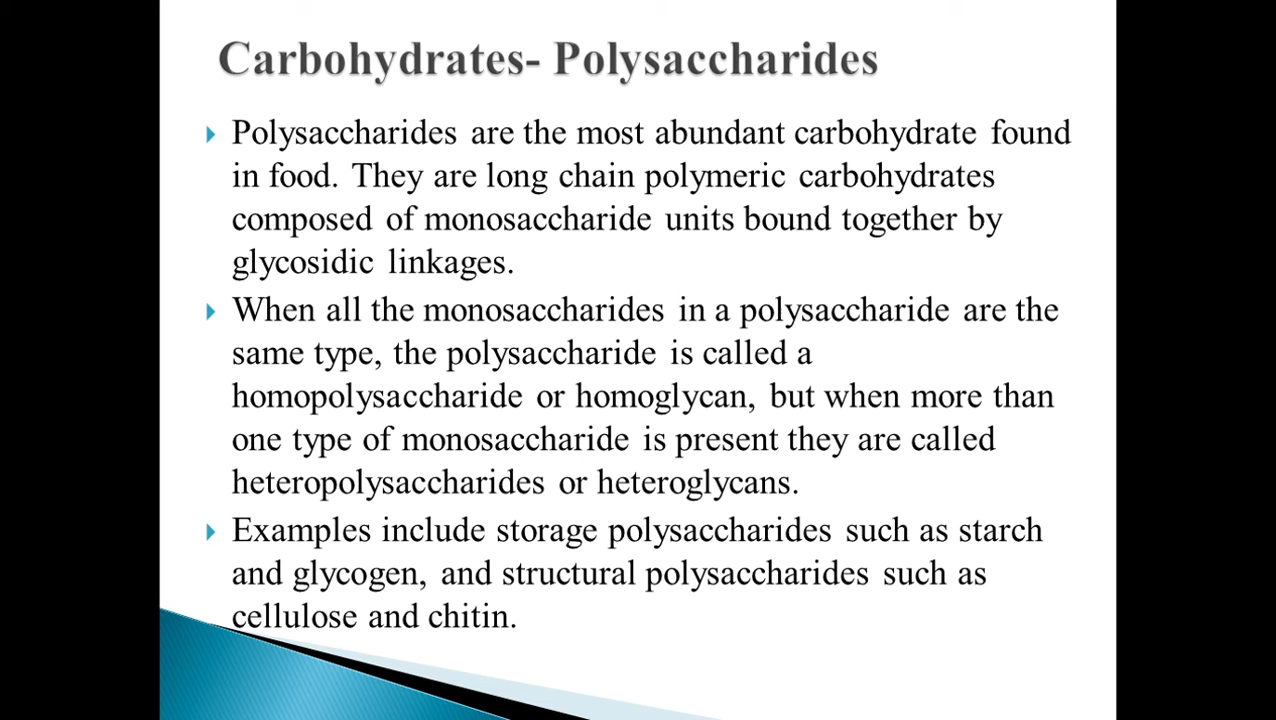 Carbohydrates- Polysaccharides
Polysaccharides are the most abundant carbohydrate found
in food. They are long chain polymeric carbohydrates
composed of monosaccharide units bound together by
glycosidic linkages.
When all the monosaccharides in a polysaccharide are the
same type, the polysaccharide is called a
homopolysaccharide or homoglycan, but when more than
one type of monosaccharide is present they are called
heteropolysaccharides or heteroglycans.
Examples include storage polysaccharides such as starch
and glycogen, and structural polysaccharides such as
cellulose and chitin.